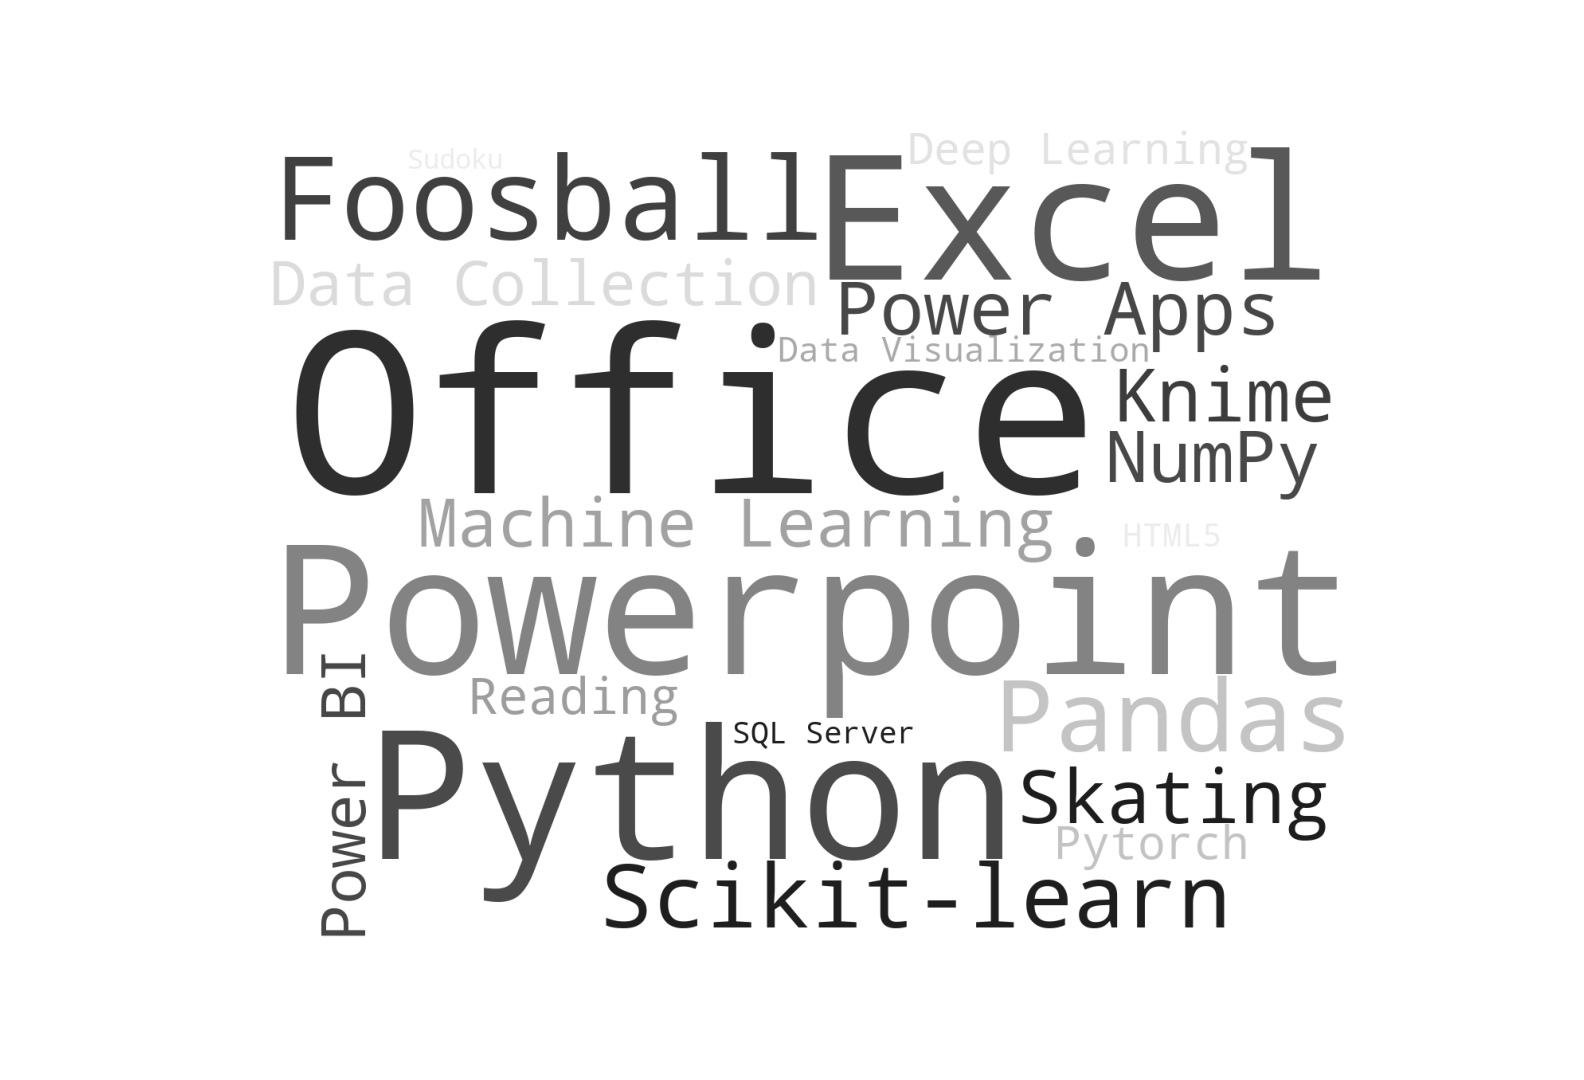 Sudoku
Deep Learning
Foosball
Excel
Data Collection
Power Apps
Office
Data Visualization
Knime
NumPy
Machine Learning
HTML5
Powerpoint
Power BI
Reading
Pandas
Python
SQL Server
Skating
Pytorch
Scikit-learn